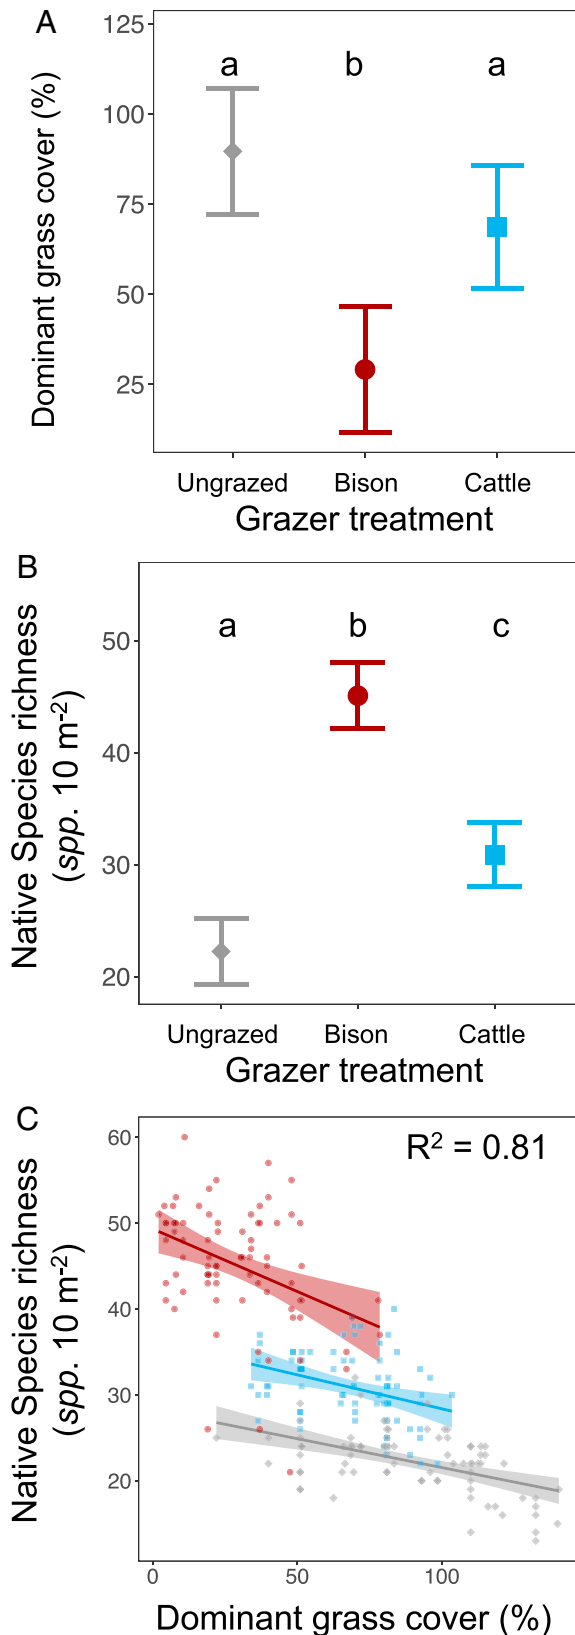 A
Dominant grass cover (%)
125
100
75
50
25
a b a
Ungrazed Bison Cattle
Grazer treatment
B
Native Species richness
(spp. 10 m-2)
50
40
30
20
a b c
Ungrazed Bison Cattle
Grazer treatment
C
Native Species richness
(spp. 10 m-2)
60
50
40
30
20
R2 = 0.81
0 50 100
Dominant grass cover (%)